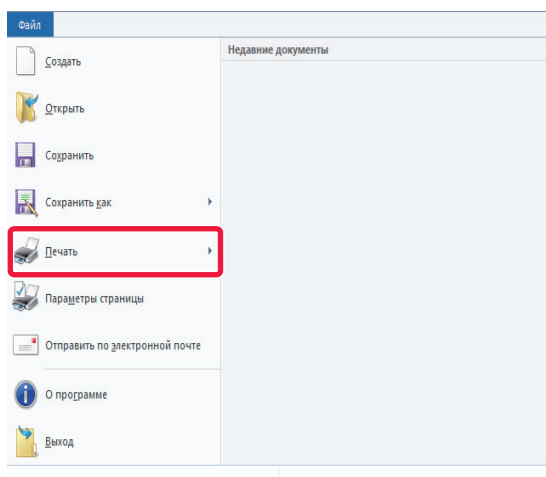 Файл
Недавние документы
Создать
Открыть
Сохранить
Сохранить как
Печать
Параметры страницы
Отправить по электронной почте
О программе
Выход